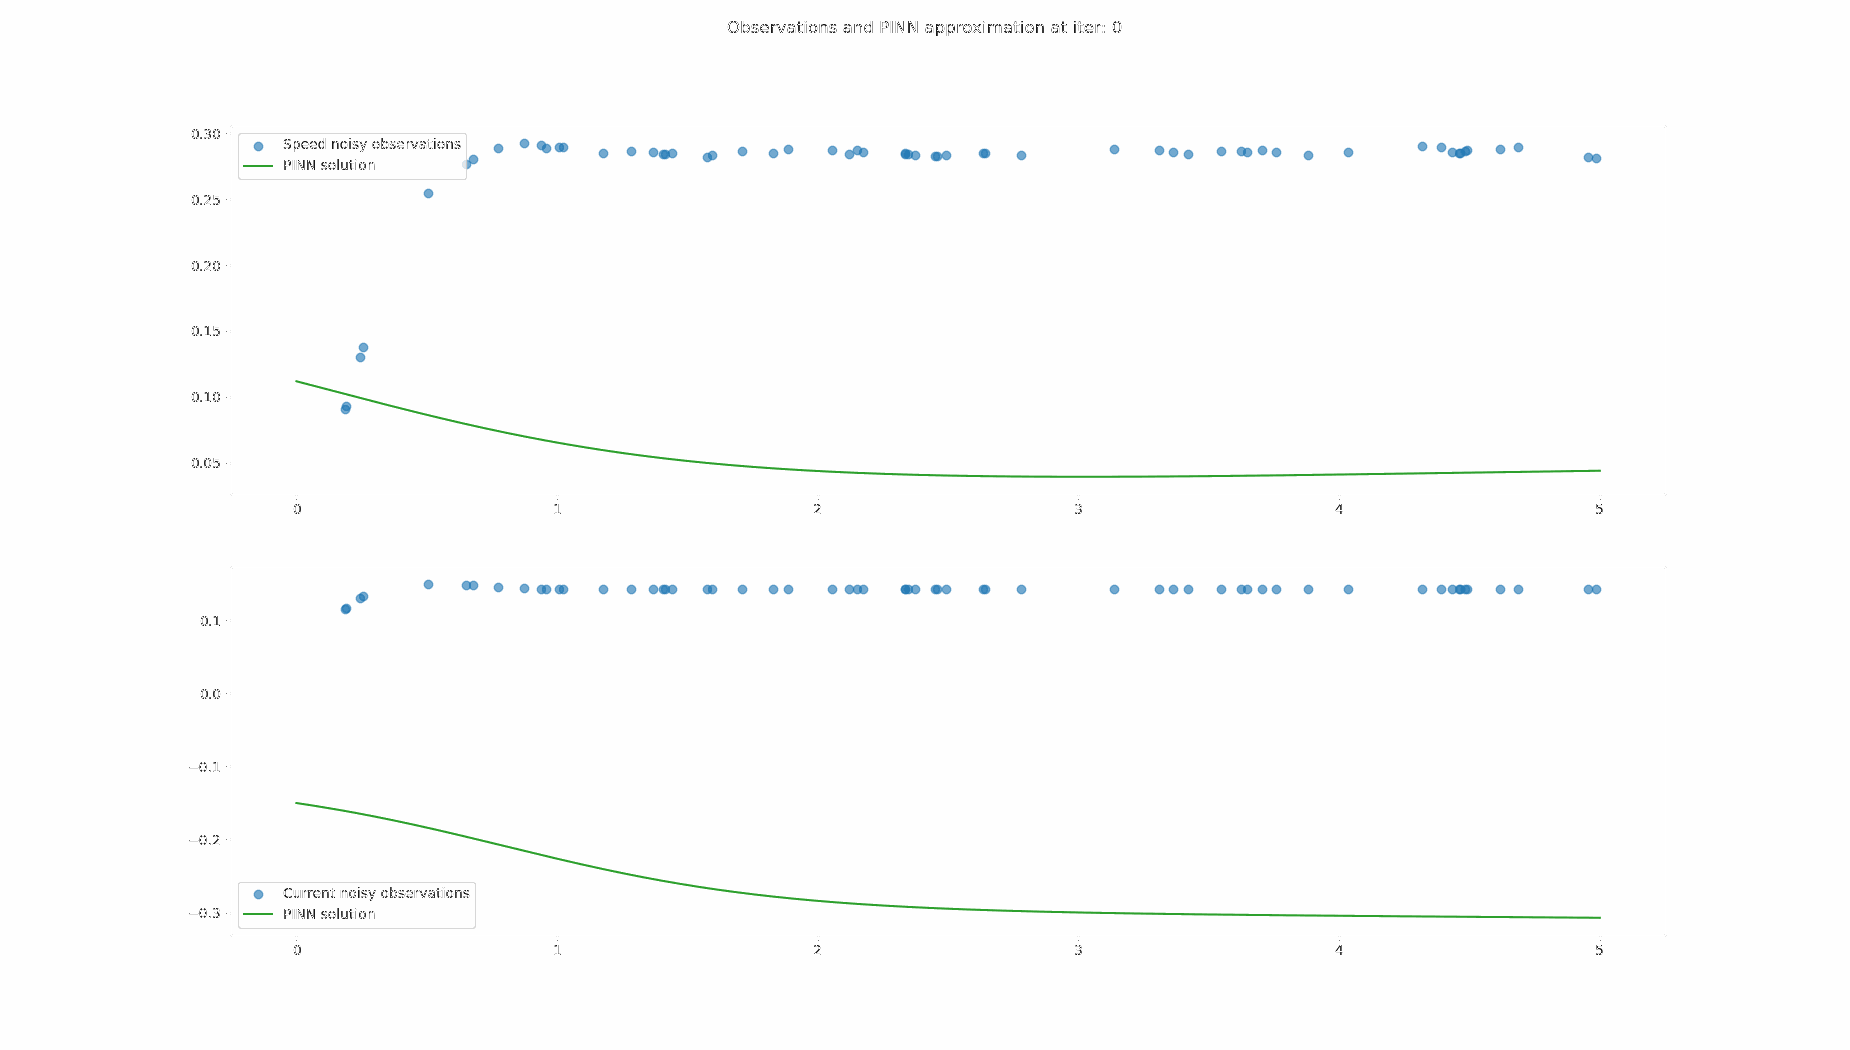 Observations and PINN approximation at iter: 0
0.30
Speed noisy observations
PINN solution
0.25
0.20
0.15
0.10
0.05
0 1 2 3 4 5
0.1
0.0
−0.1
−0.2
Current noisy observations
PINN solution
−0.3
0 1 2 3 4 5